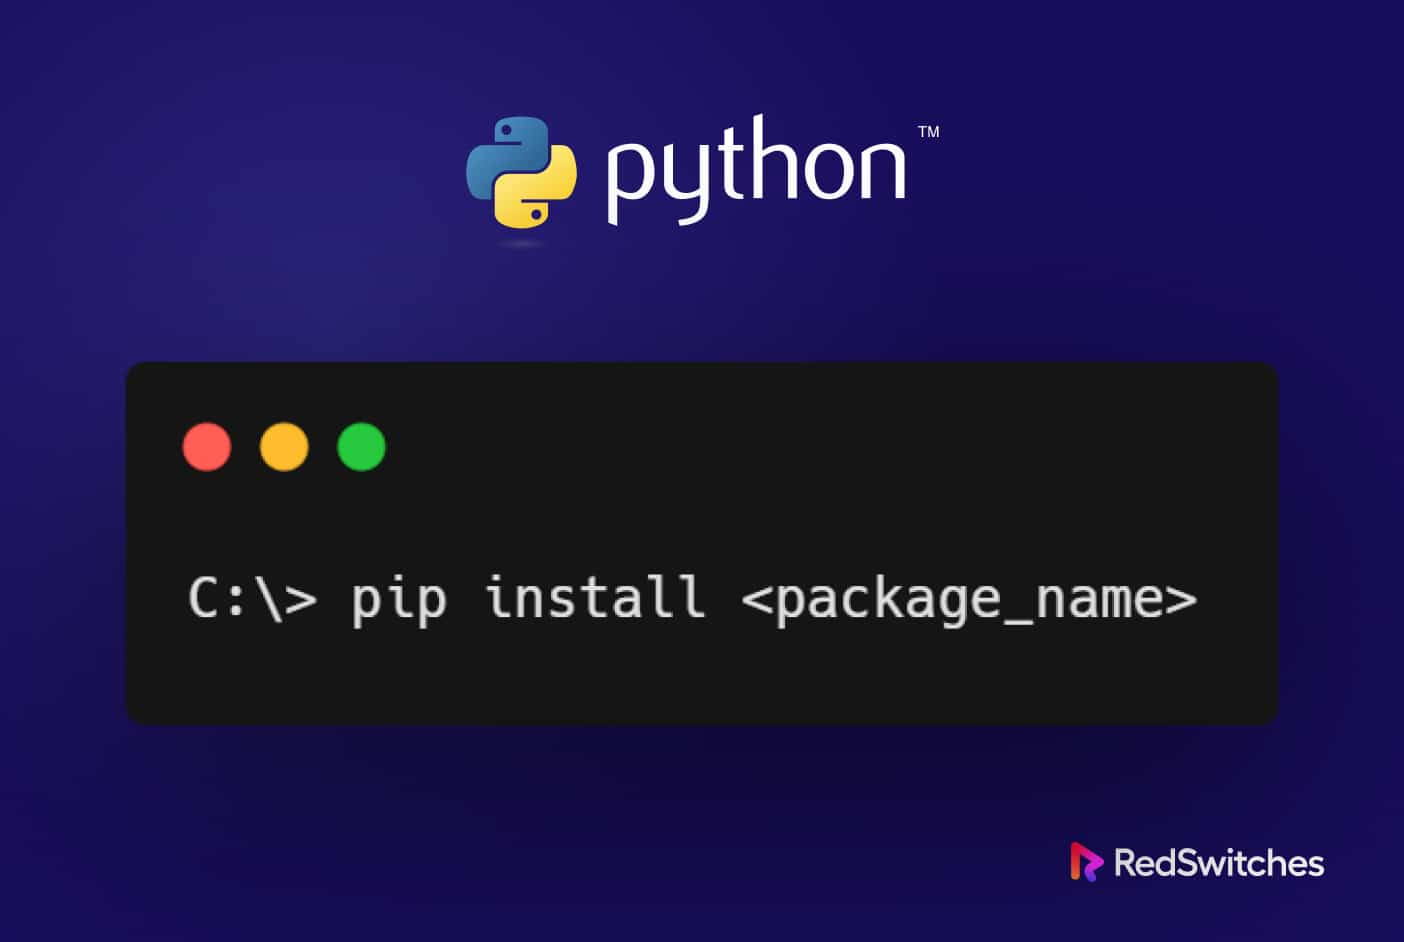 python™
C:\> pip install <package_name>
RedSwitches